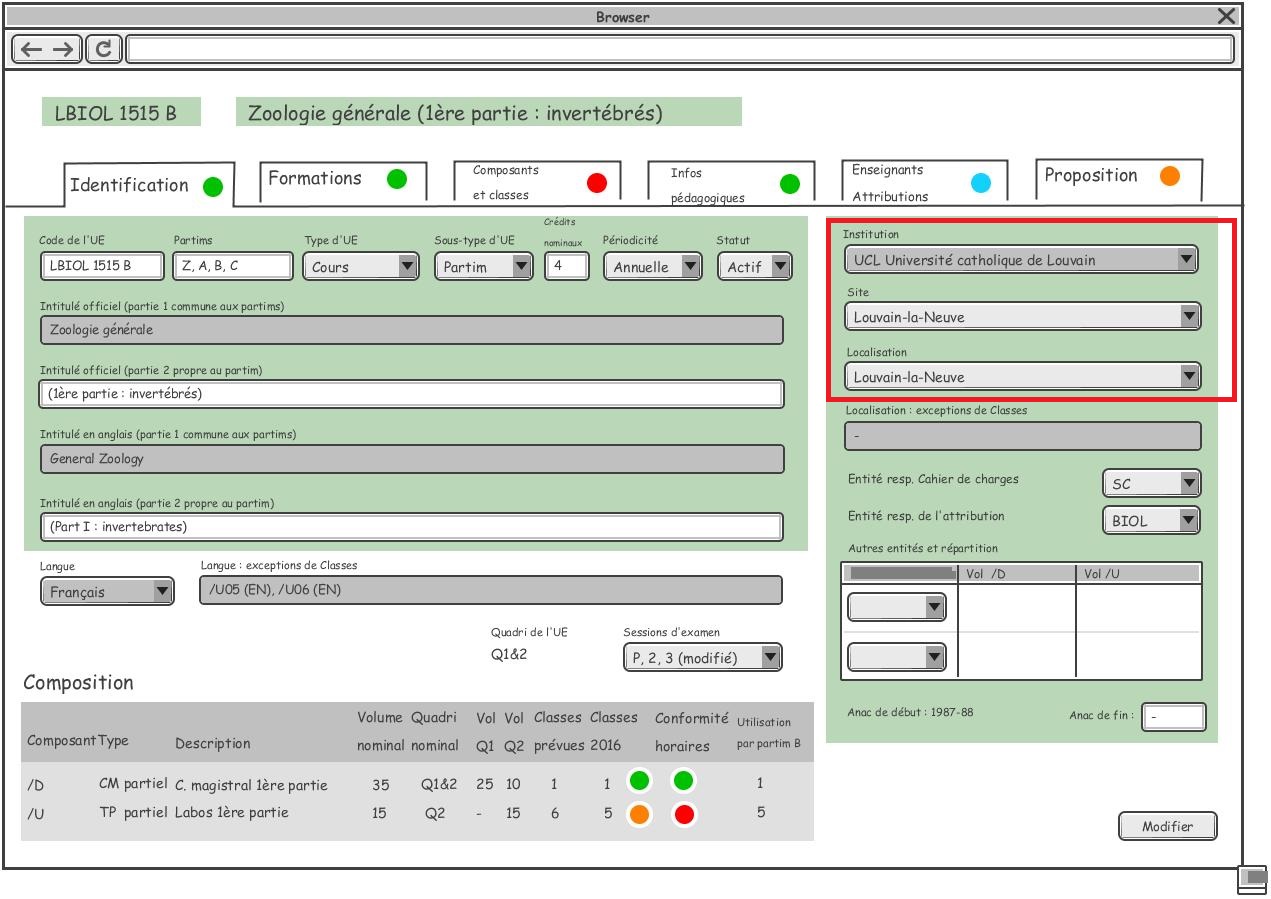 Browser
LBIOL 1515 B
Zoologie générale (1ère partie : invertébrés)
Identification
Formations
Composants
et classes
Infos
pédagogiques
Enseignants
Attributions
Proposition
Code de l'UE
Partims
Type d'UE
Sous-type d'UE
Crédits
nominaux
Périodicité
Statut
LBIOL 1515 B
Z, A, B, C
Cours
Partim
4
Annuelle
Actif
Intitulé officiel (partie 1 commune aux partims)
Zoologie générale
Intitulé officiel (partie 2 propre au partim)
(1ère partie : invertébrés)
Intitulé en anglais (partie 1 commune aux partims)
General Zoology
Intitulé en anglais (partie 2 propre au partim)
(Part I : invertebrates)
Langue
Français
Langue : exceptions de Classes
/U05 (EN), /U06 (EN)
Quadri de l'UE
Q1&2
Sessions d'examen
P, 2, 3 (modifié)
Institution
UCL Université catholique de Louvain
Site
Louvain-la-Neuve
Localisation
Louvain-la-Neuve
Localisation : exceptions de Classes
-
Entité resp. Cahier de charges
SC
Entité resp. de l'attribution
BIOL
Autres entités et répartition
Vol /D
Vol /U
Anac de début : 1987-88
Anac de fin :
-
Composition
Composant Type Description Volume nominal Quadri nominal Vol Q1 Vol Q2 Classes prévues Classes 2016 Conformité horaires Utilisation par partim B
/D CM partiel C. magistral 1ère partie 35 Q1&2 25 10 1 1 1
/U TP partiel Labos 1ère partie 15 Q2 - 15 6 5 5
Modifier